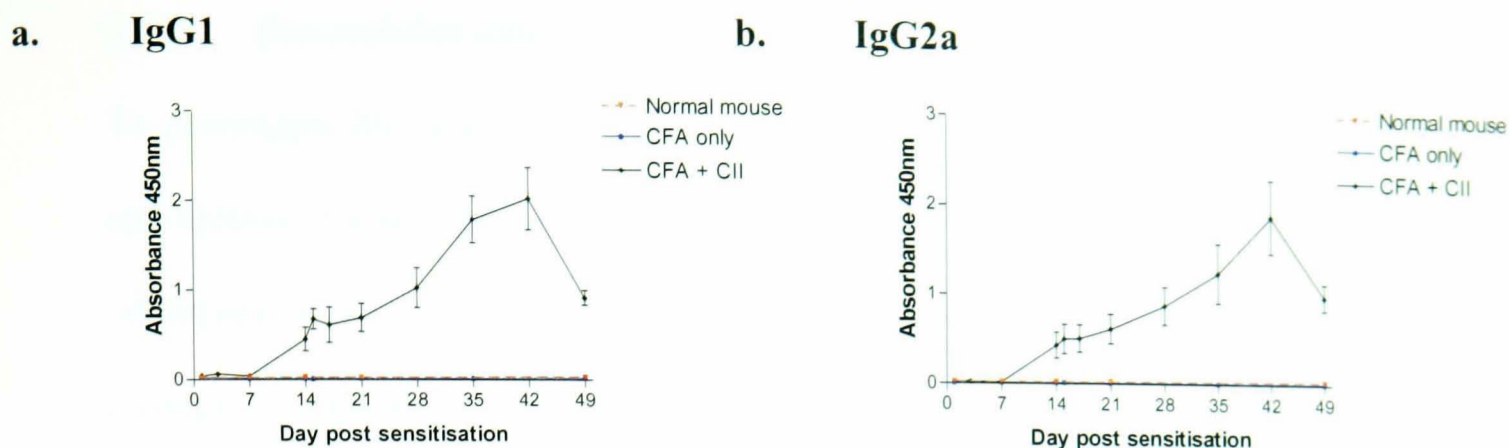 a. IgG1
Normal mouse
CFA only
CFA + CII
Absorbance 450nm
3
2
1
0
0 7 14 21 28 35 42 49
Day post sensitisation
b. IgG2a
Normal mouse
CFA only
CFA + CII
Absorbance 450nm
3
2
1
0
0 7 14 21 28 35 42 49
Day post sensitisation